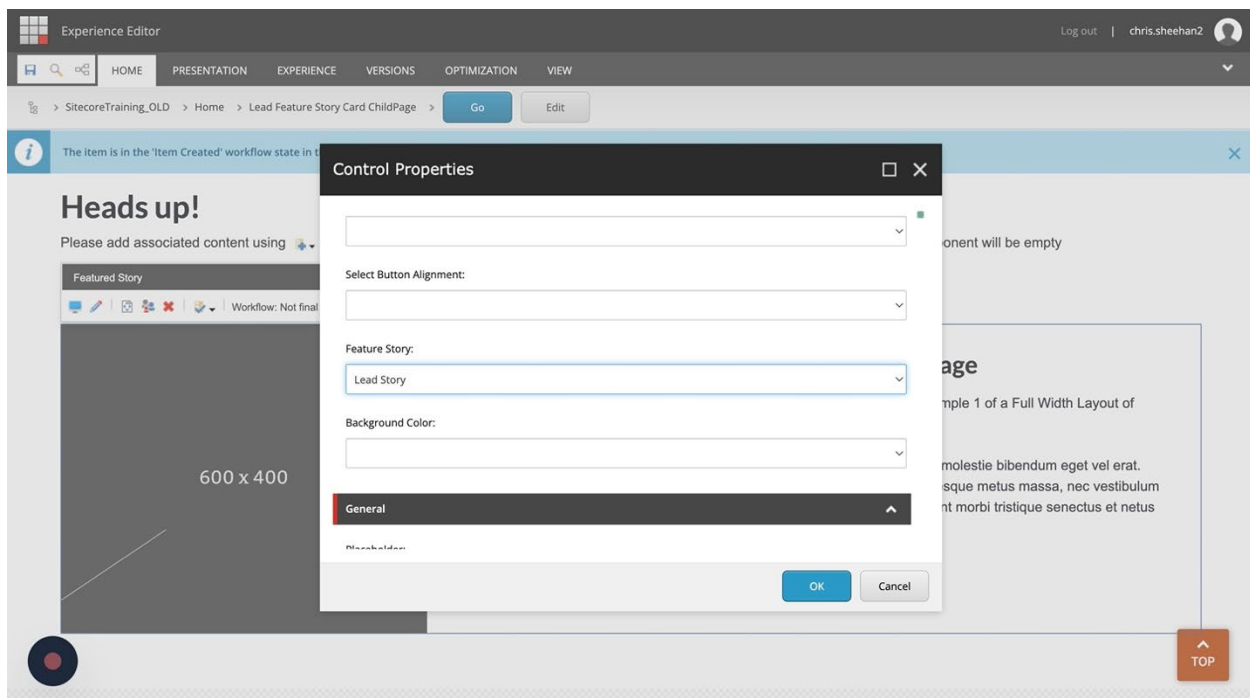 Experience Editor
Log out | chris.sheehan2
HOME PRESENTATION EXPERIENCE VERSIONS OPTIMIZATION VIEW
> SitecoreTraining_OLD > Home > Lead Feature Story Card ChildPage > Go Edit
The item is in the 'Item Created' workflow state in t
Control Properties
Heads up!
Please add associated content using
onent will be empty
Select Button Alignment:
Featured Story
Workflow: Not final
Feature Story:
Lead Story
age
mple 1 of a Full Width Layout of
Background Color:
600 x 400
molestie bibendum eget vel erat.
sque metus massa, nec vestibulum
nt morbi tristique senectus et netus
General
Placeholder:
OK Cancel
TOP